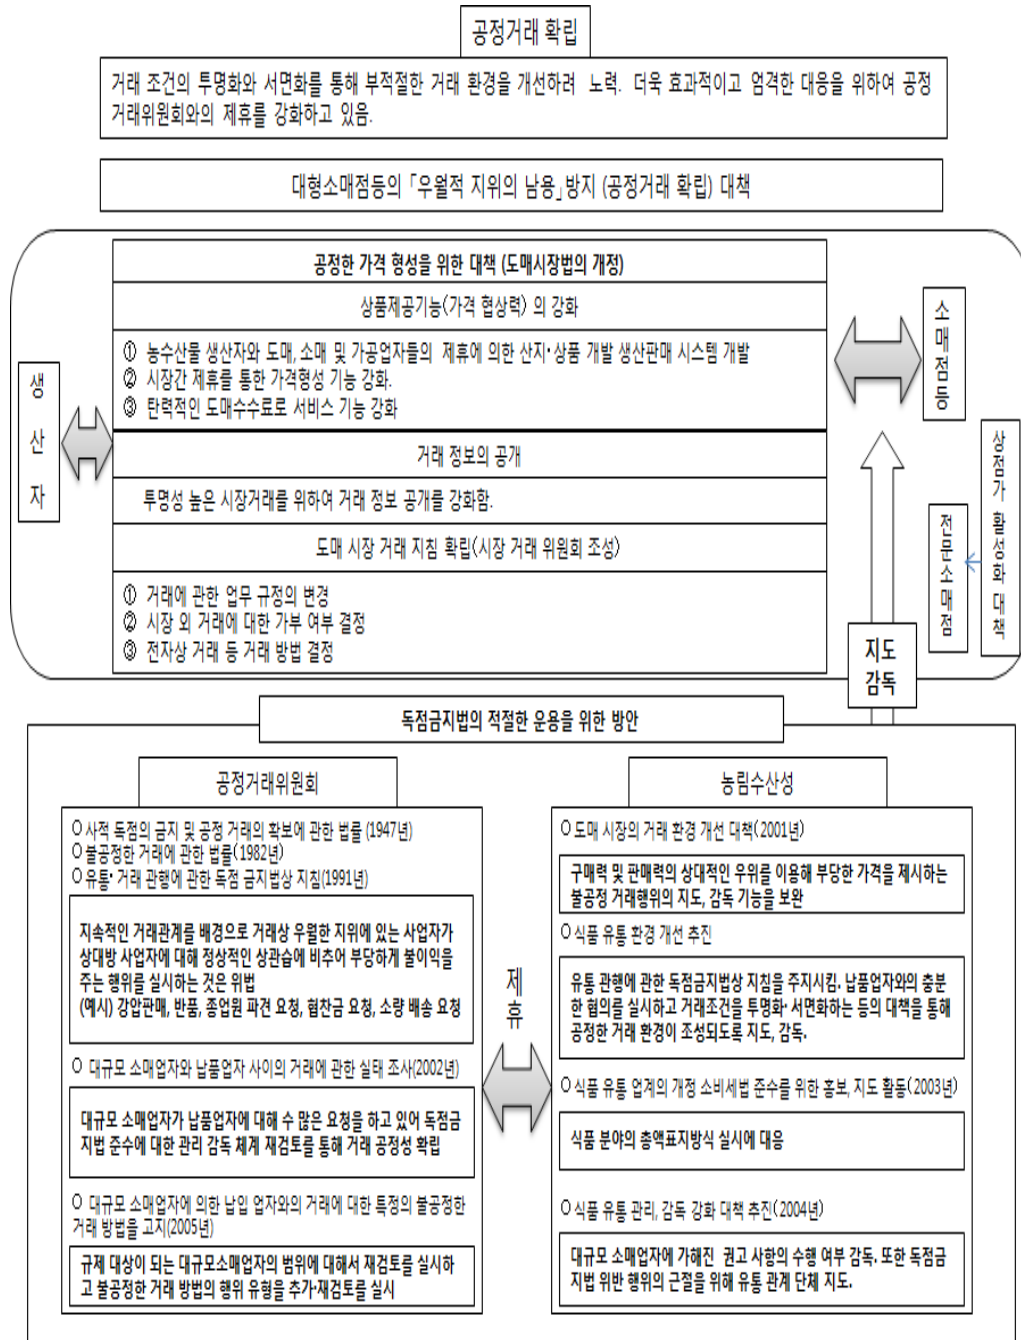 공정거래 확립
거래 조건의 투명화와 서면화를 통해 부적절한 거래 환경을 개선하려 노력. 더욱 효과적이고 엄격한 대응을 위하여 공정
거래위원회와의 제휴를 강화하고 있음.
대형소매점등의 「우월적 지위의 남용」방지 (공정거래 확립) 대책
공정한 가격 형성을 위한 대책 (도매시장법의 개정)
상품제공기능(가격 협상력) 의 강화
① 농수산물 생산자와 도매, 소매 및 가공업자들의 제휴에 의한 산지·상품 개발 생산판매 시스템 개발
② 시장간 제휴를 통한 가격형성 기능 강화.
③ 탄력적인 도매수수료로 서비스 기능 강화
거래 정보의 공개
투명성 높은 시장거래를 위하여 거래 정보 공개를 강화함.
도매 시장 거래 지침 확립(시장 거래 위원회 조성)
① 거래에 관한 업무 규정의 변경
② 시장 외 거래에 대한 가부 여부 결정
③ 전자상 거래 등 거래 방법 결정
생산자
소매점등
전문소매점
상점가 활성화 대책
지도
감독
독점금지법의 적절한 운용을 위한 방안
공정거래위원회
○ 사적 독점의 금지 및 공정 거래의 확보에 관한 법률 (1947년)
○ 불공정한 거래에 관한 법률(1982년)
○ 유통· 거래 관행에 관한 독점 금지법상 지침(1991년)
지속적인 거래관계를 배경으로 거래상 우월한 지위에 있는 사업자가
상대방 사업자에 대해 정상적인 상관습에 비추어 부당하게 불이익을
주는 행위를 실시하는 것은 위법
(예시) 강압판매, 반품, 종업원 파견 요청, 협찬금 요청, 소량 배송 요청
○ 대규모 소매업자와 납품업자 사이의 거래에 관한 실태 조사(2002년)
대규모 소매업자가 납품업자에 대해 수 많은 요청을 하고 있어 독점금
지법 준수에 대한 관리 감독 체계 재검토를 통해 거래 공정성 확립
○ 대규모 소매업자에 의한 납입 업자와의 거래에 대한 특정의 불공정한
거래 방법을 고지(2005년)
규제 대상이 되는 대규모소매업자의 범위에 대해서 재검토를 실시하
고 불공정한 거래 방법의 행위 유형을 추가·재검토를 실시
제휴
농림수산성
○ 도매 시장의 거래 환경 개선 대책(2001년)
구매력 및 판매력의 상대적인 우위를 이용해 부당한 가격을 제시하는
불공정 거래행위의 지도, 감독 기능을 보완
○ 식품 유통 환경 개선 추진
유통 관행에 관한 독점금지법상 지침을 주지시킴. 납품업자와의 충분
한 협의를 실시하고 거래조건을 투명화· 서면화하는 등의 대책을 통해
공정한 거래 환경이 조성되도록 지도, 감독.
○ 식품 유통 업계의 개정 소비세법 준수를 위한 홍보, 지도 활동(2003년)
식품 분야의 총액표지방식 실시에 대응
○ 식품 유통 관리, 감독 강화 대책 추진(2004년)
대규모 소매업자에 가해진 권고 사항의 수행 여부 감독. 또한 독점금
지법 위반 행위의 근절을 위해 유통 관계 단체 지도.